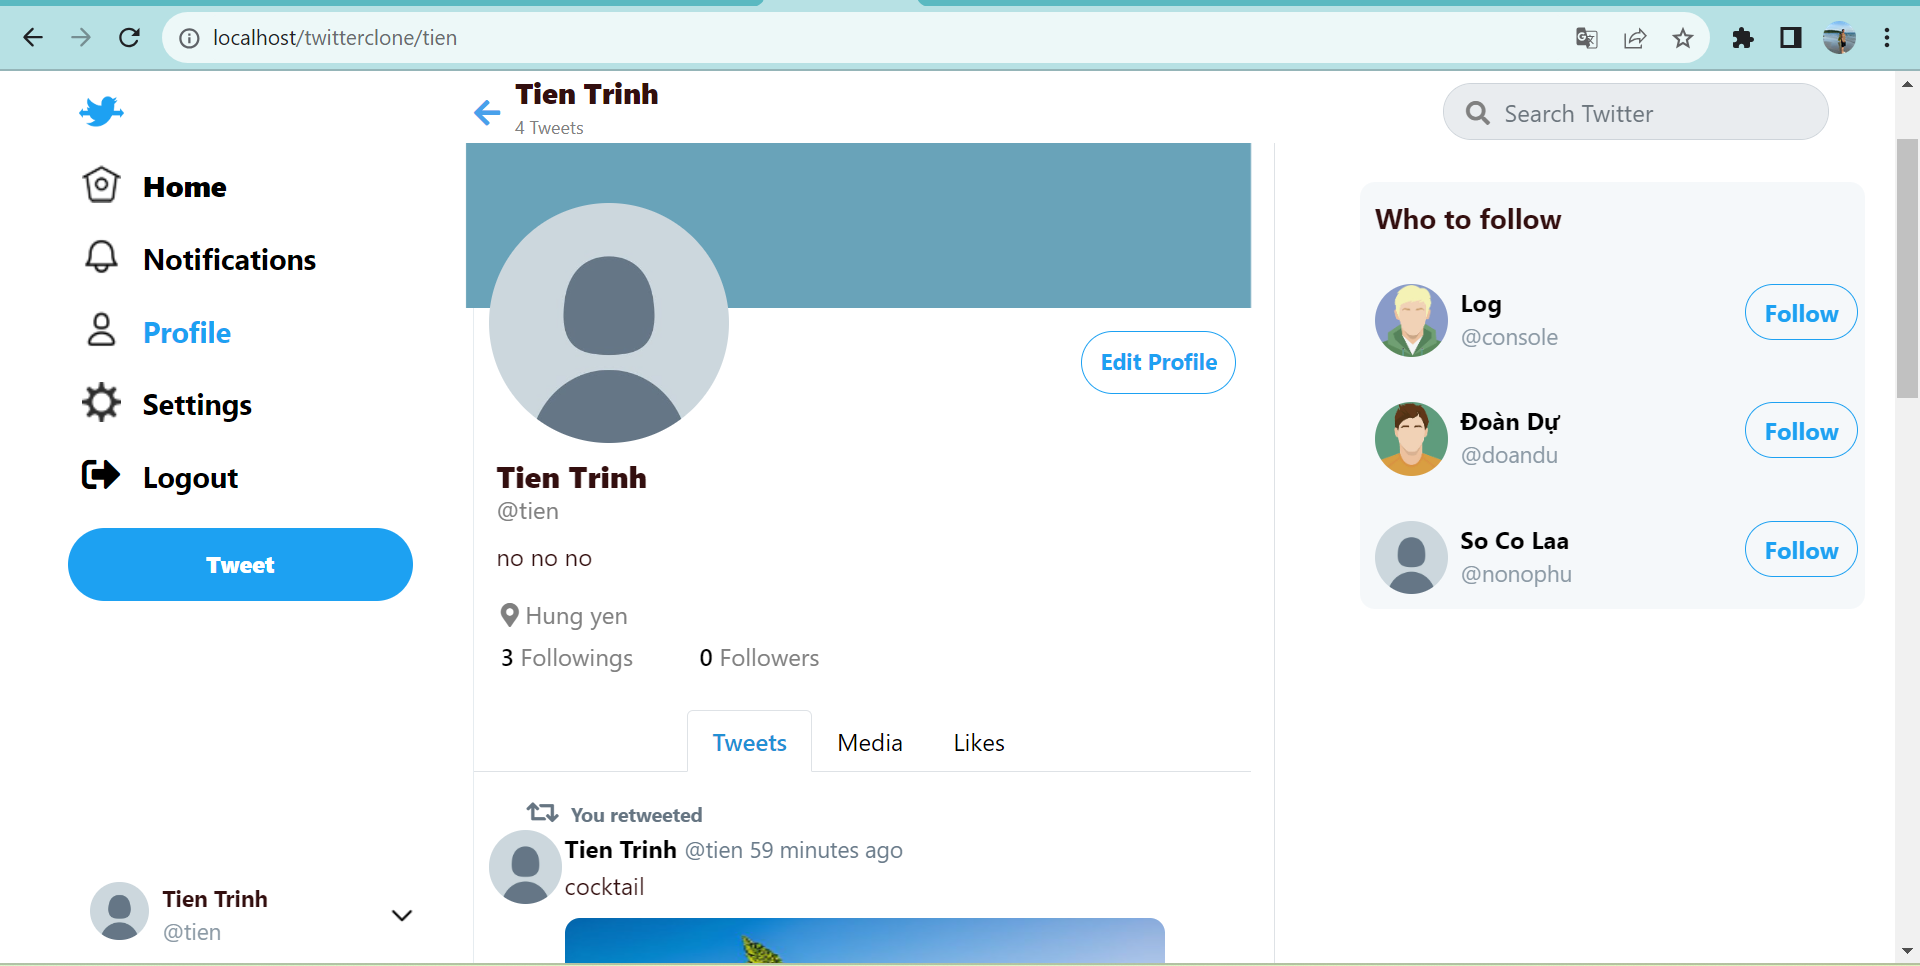 localhost/twitterclone/tien
Tien Trinh
4 Tweets
Search Twitter
Home
Notifications
Profile
Settings
Logout
Tweet
Edit Profile
Tien Trinh
@tien
no no no
Hung yen
3 Followings 0 Followers
Tweets Media Likes
You retweeted
Tien Trinh @tien 59 minutes ago
cocktail
Who to follow
Log
@console
Follow
Đoàn Dự
@doandu
Follow
So Co Laa
@nonophu
Follow
Tien Trinh
@tien